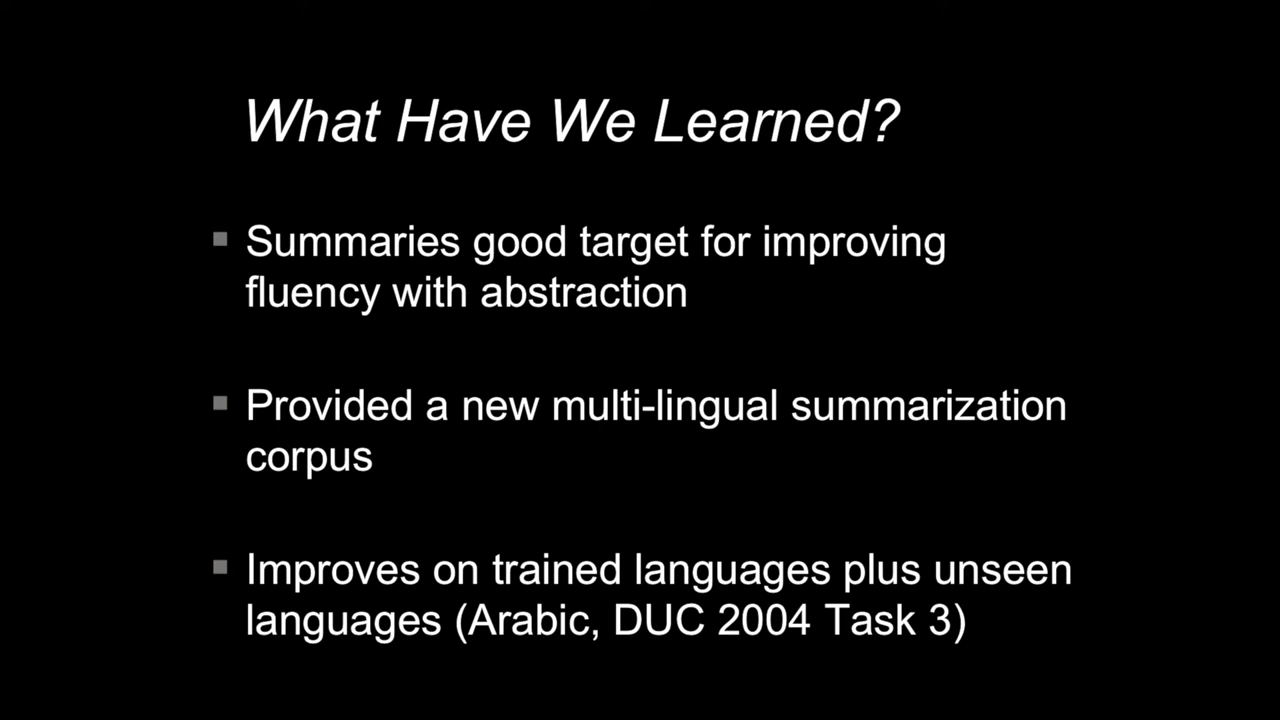 What Have We Learned?
Summaries good target for improving
fluency with abstraction
Provided a new multi-lingual summarization
corpus
Improves on trained languages plus unseen
languages (Arabic, DUC 2004 Task 3)